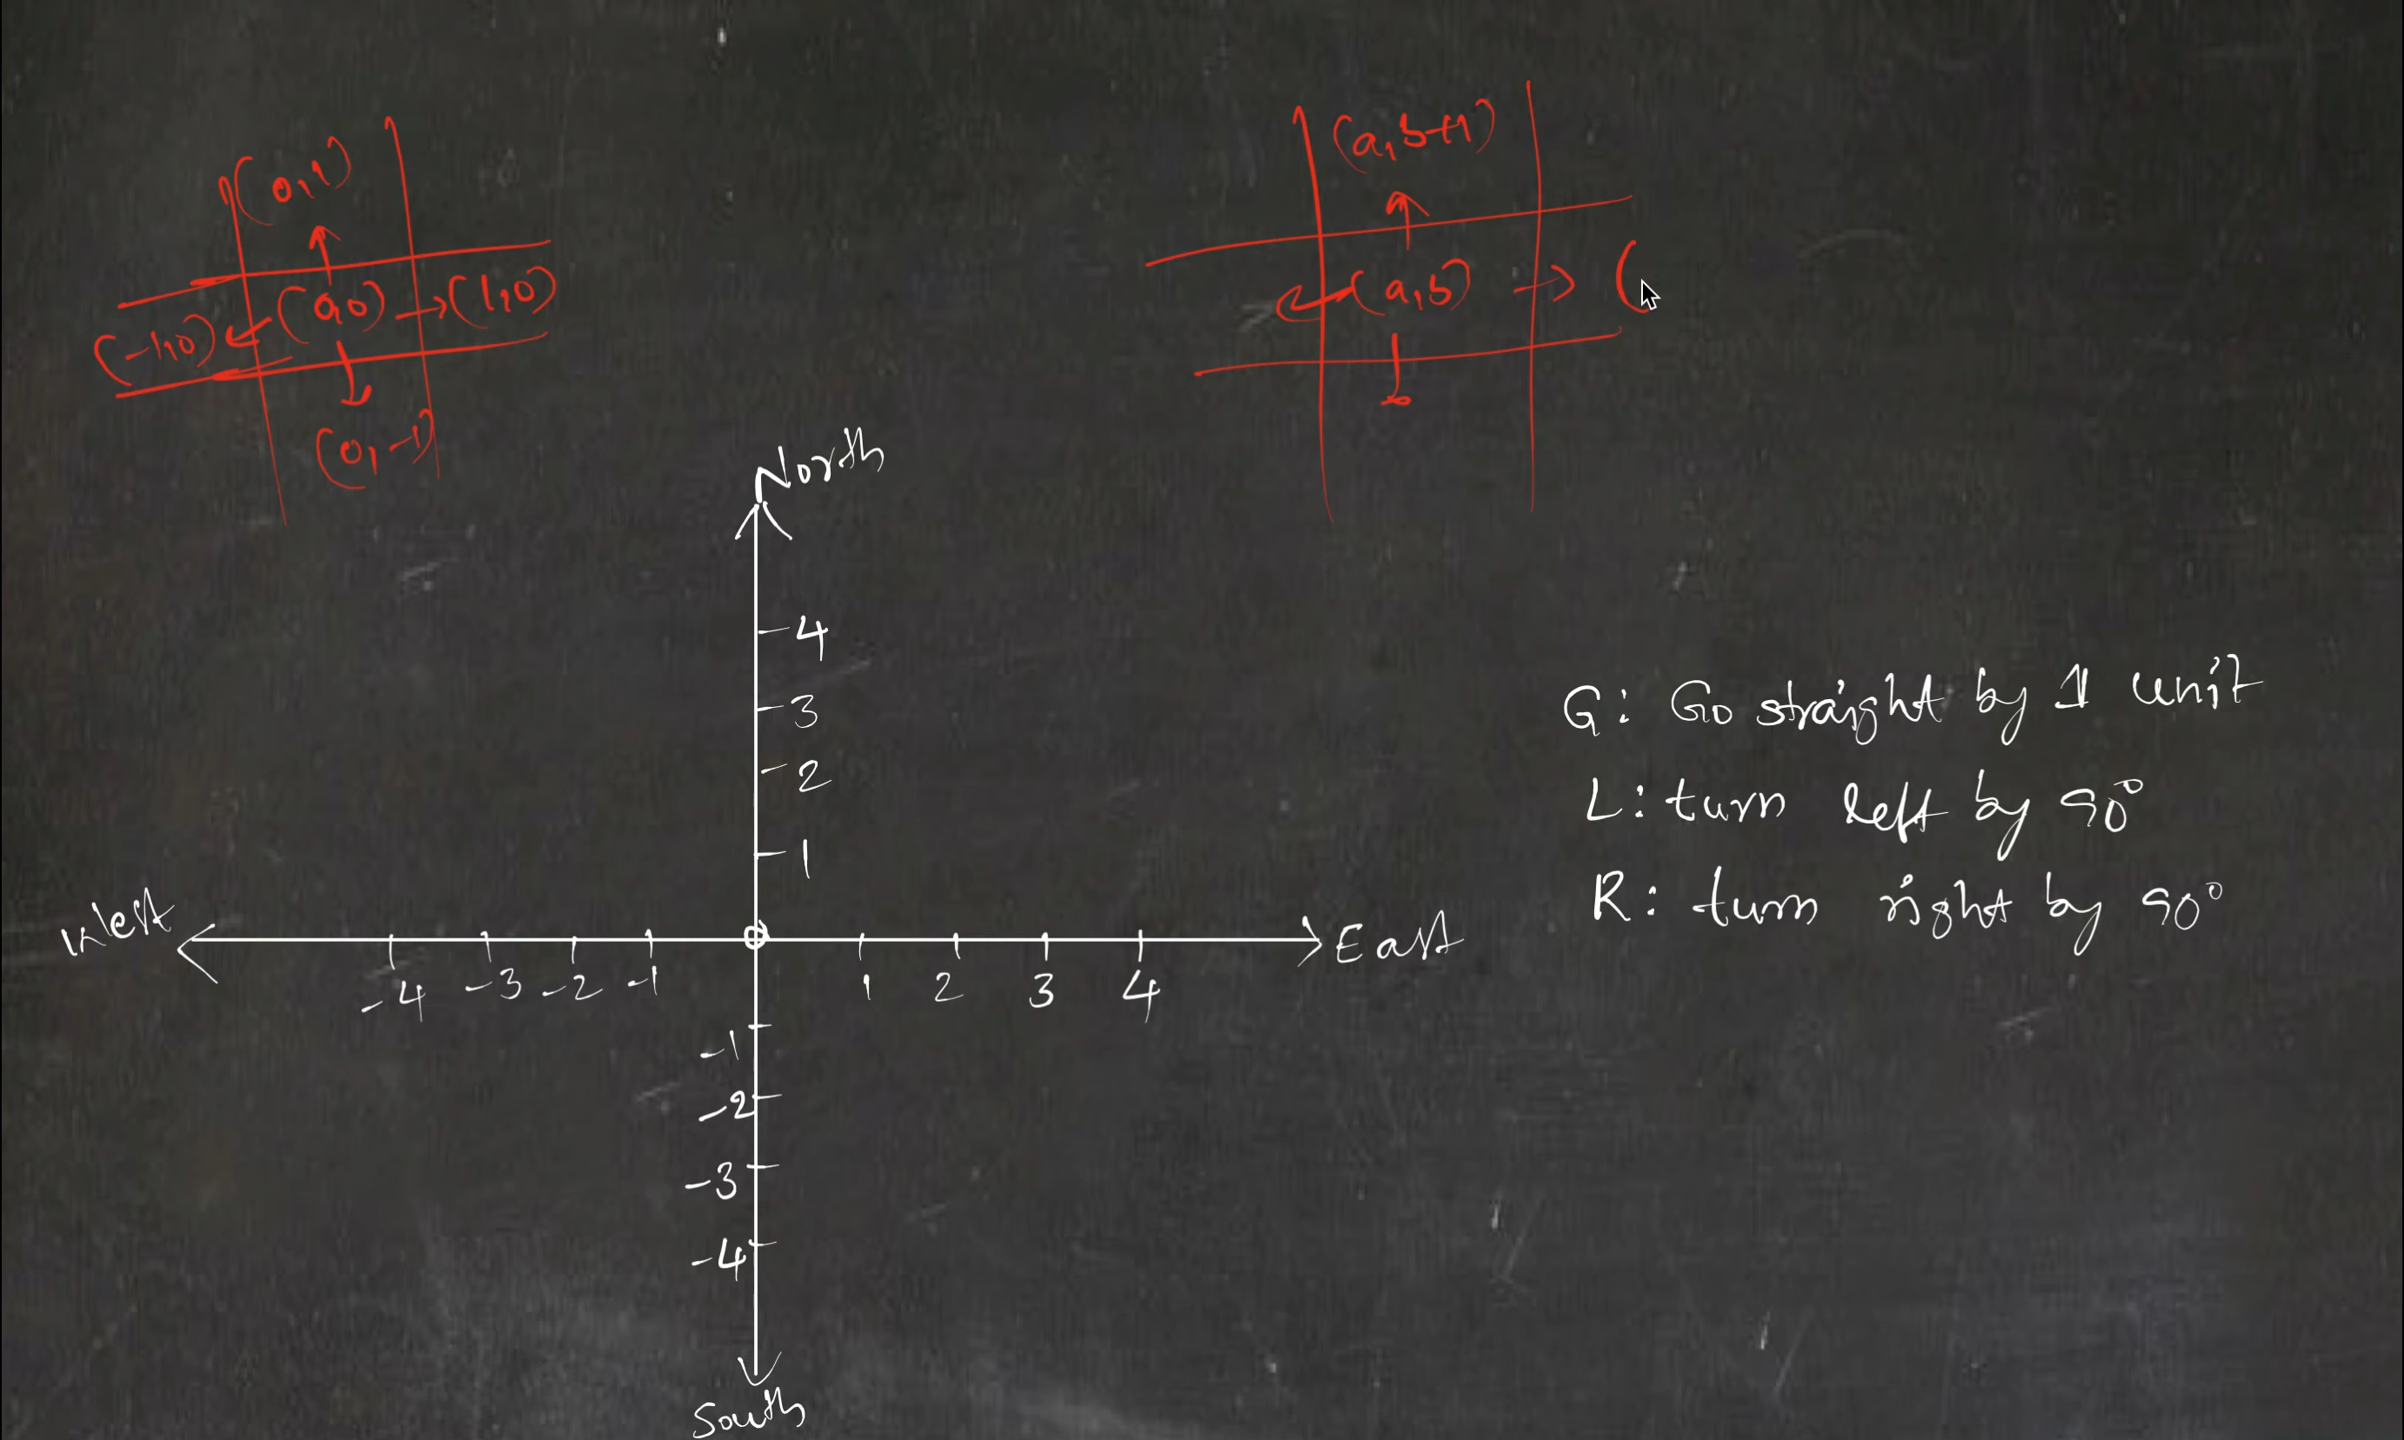 (0,1)
(-1,0) ← (0,0) → (1,0)
(0,-1)
(a,b+1)
← (a,b) → (
North
4
3
2
1
West
East
-4 -3 -2 -1 0 1 2 3 4
-1
-2
-3
-4
South
G: Go straight by 1 unit
L: turn left by 90°
R: turn right by 90°